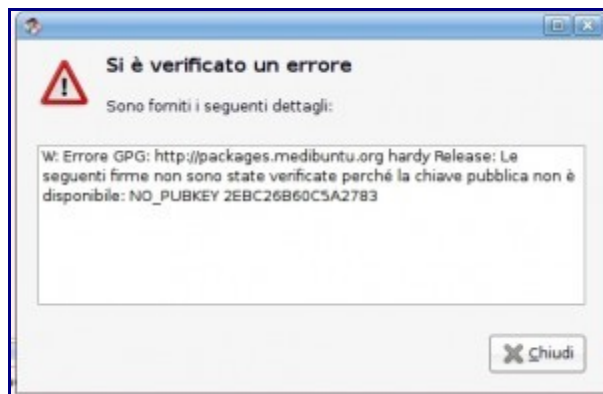 Si è verificato un errore
Sono forniti i seguenti dettagli:
W: Errore GPG: http://packages.medibuntu.org hardy Release: Le
seguenti firme non sono state verificate perché la chiave pubblica non è
disponibile: NO_PUBKEY 2EBC26B60C5A2783
Chiudi